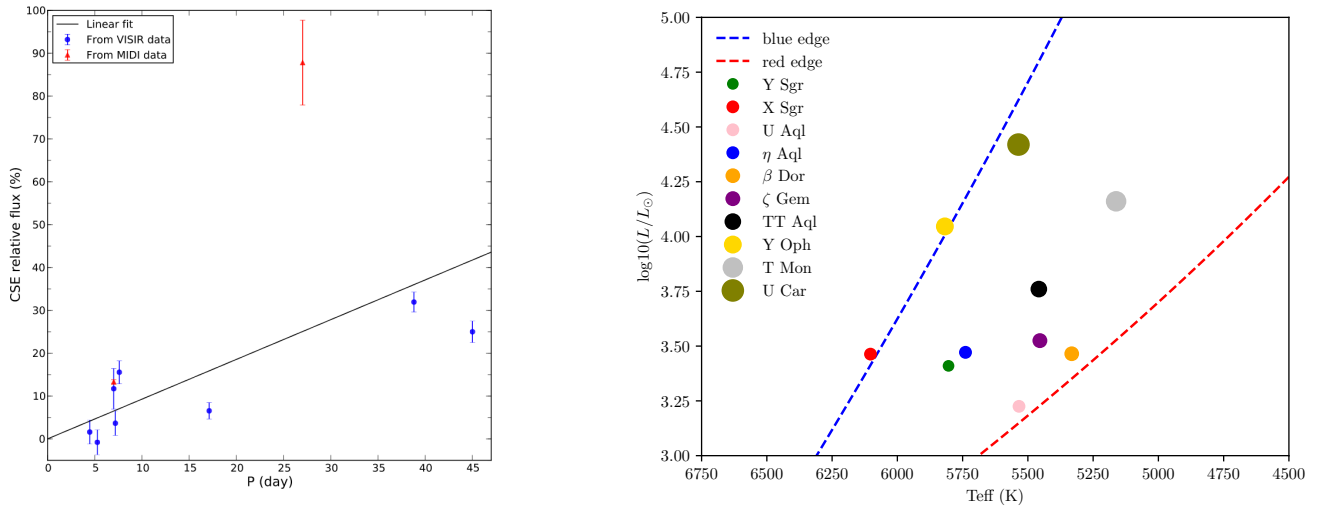 Linear fit
From VISIR data
From MIDI data
100
90
80
70
60
50
40
30
20
10
0
CSE relative flux (%)
0 5 10 15 20 25 30 35 40 45
P (day)
blue edge
red edge
Y Sgr
X Sgr
U Aql
η Aql
β Dor
ζ Gem
TT Aql
Y Oph
T Mon
U Car
5.00
4.75
4.50
4.25
4.00
3.75
3.50
3.25
3.00
log10(L/L⊙)
6750 6500 6250 6000 5750 5500 5250 5000 4750 4500
Teff (K)